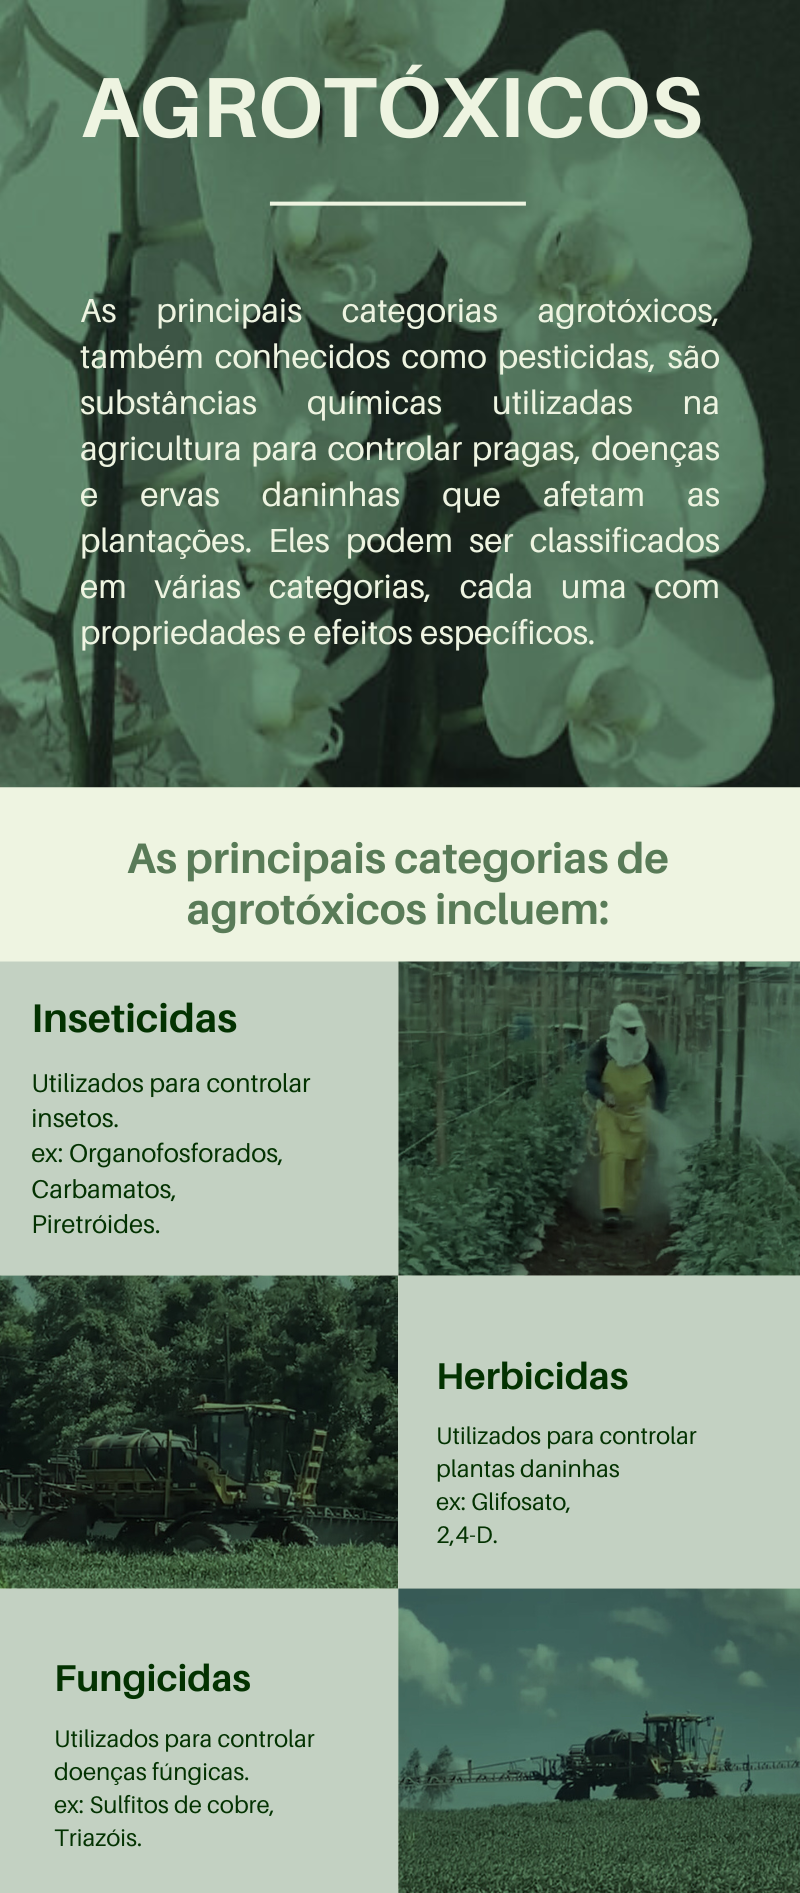 AGROTÓXICOS
As principais categorias agrotóxicos,
também conhecidos como pesticidas, são
substâncias químicas utilizadas na
agricultura para controlar pragas, doenças
e ervas daninhas que afetam as
plantações. Eles podem ser classificados
em várias categorias, cada uma com
propriedades e efeitos específicos.
As principais categorias de
agrotóxicos incluem:
Inseticidas
Utilizados para controlar
insetos.
ex: Organofosforados,
Carbamatos,
Piretróides.
Herbicidas
Utilizados para controlar
plantas daninhas
ex: Glifosato,
2,4-D.
Fungicidas
Utilizados para controlar
doenças fúngicas.
ex: Sulfitos de cobre,
Triazóis.